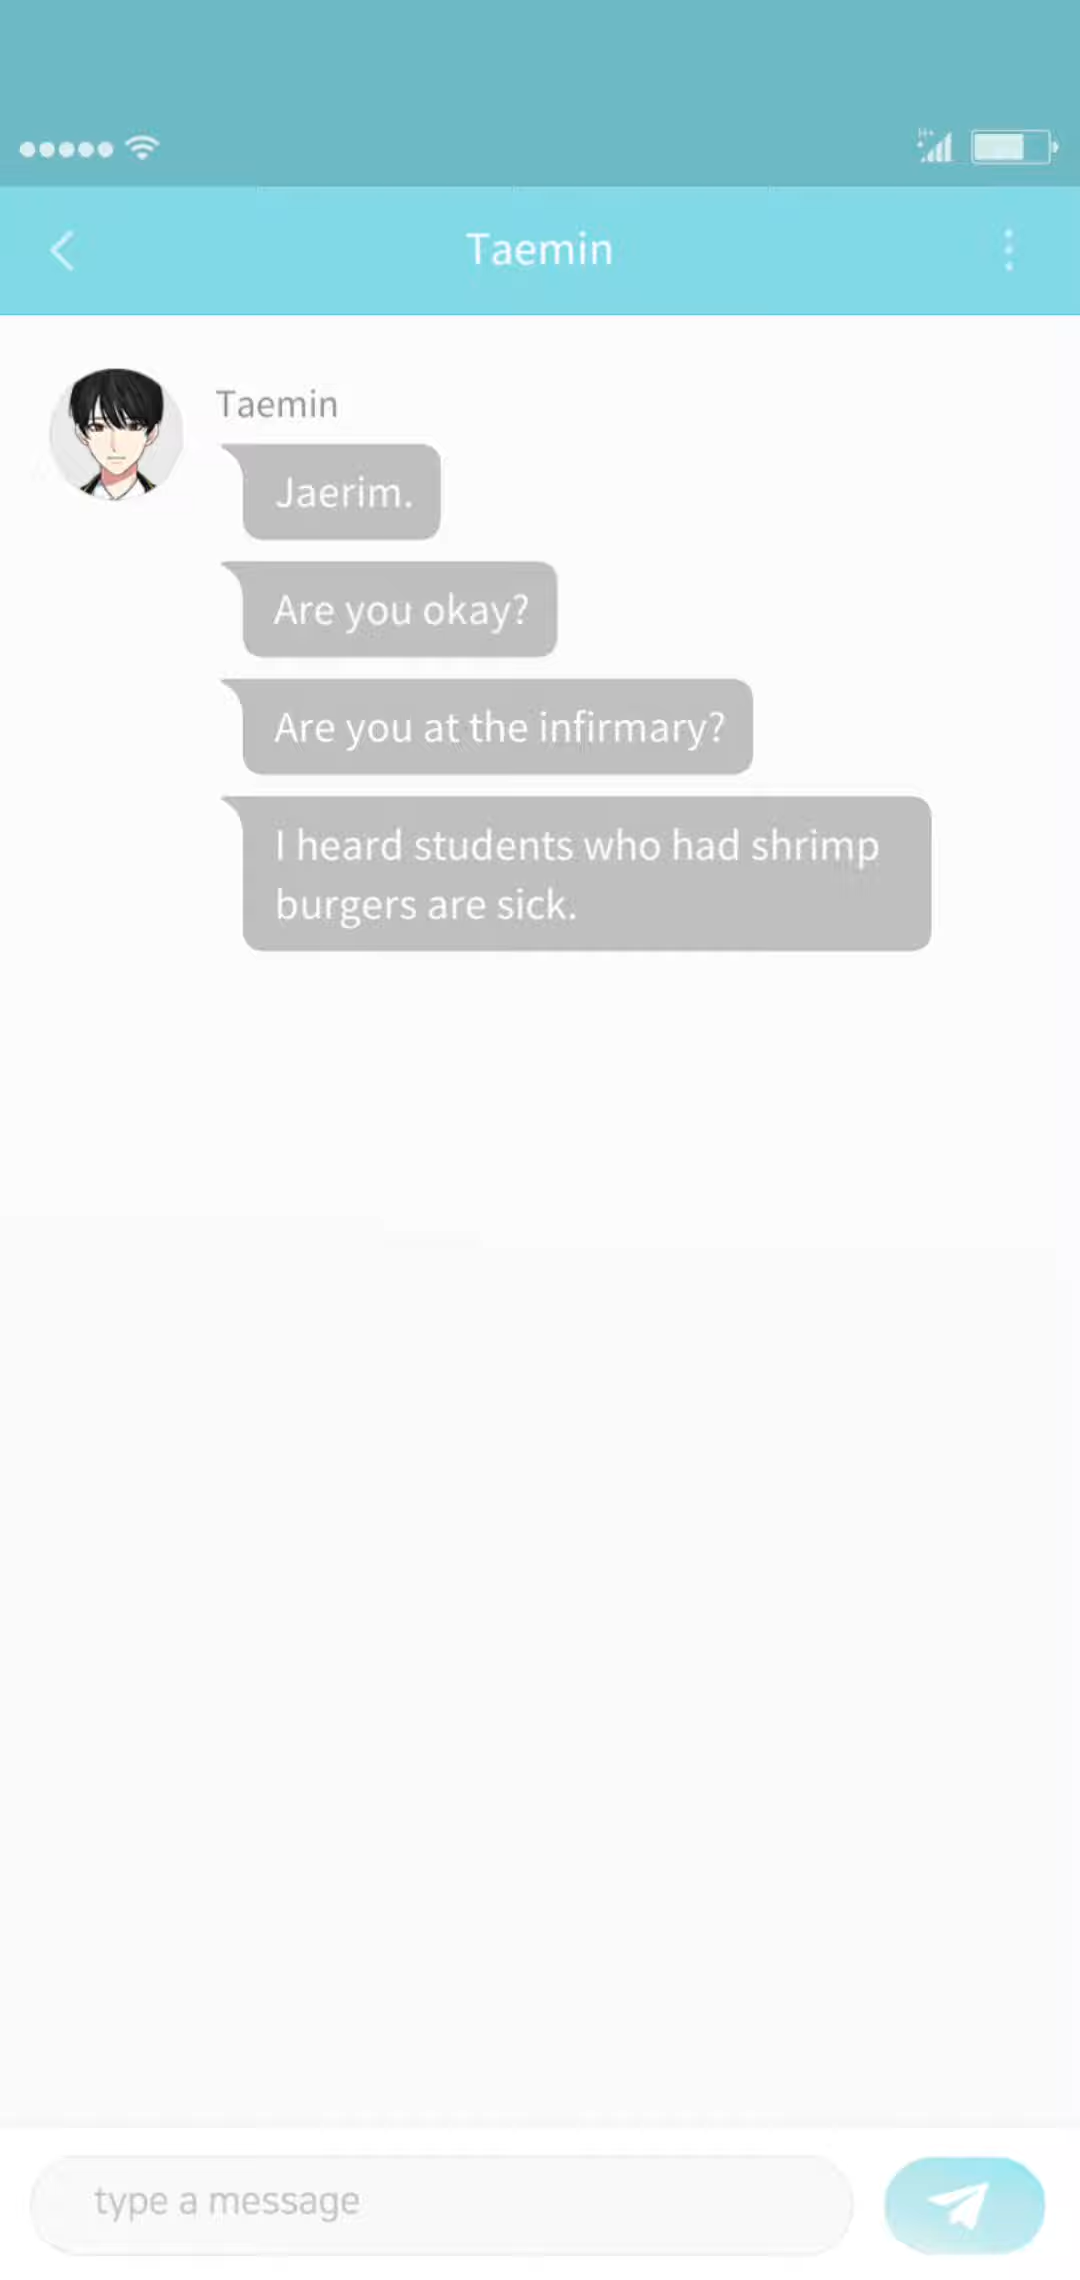 Taemin
Taemin
Jaerim.
Are you okay?
Are you at the infirmary?
I heard students who had shrimp
burgers are sick.
type a message